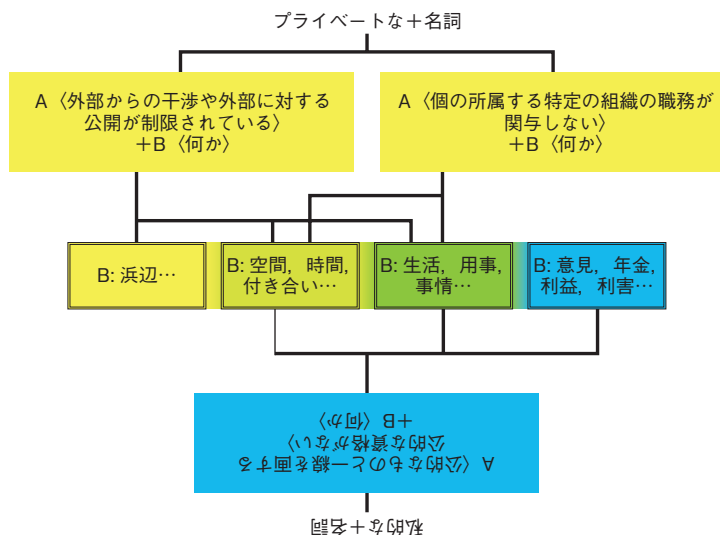 プライベートな＋名詞
A〈外部からの干渉や外部に対する
公開が制限されている〉
＋B〈何か〉
A〈個の所属する特定の組織の職務が
関与しない〉
＋B〈何か〉
B: 浜辺…
B: 空間，時間，
付き合い…
B: 生活，用事，
事情…
B: 意見，年金，
利益，利害…
A〈公的なものと一線を画する
公的な資格がない〉
＋B〈何か〉
私的な＋名詞